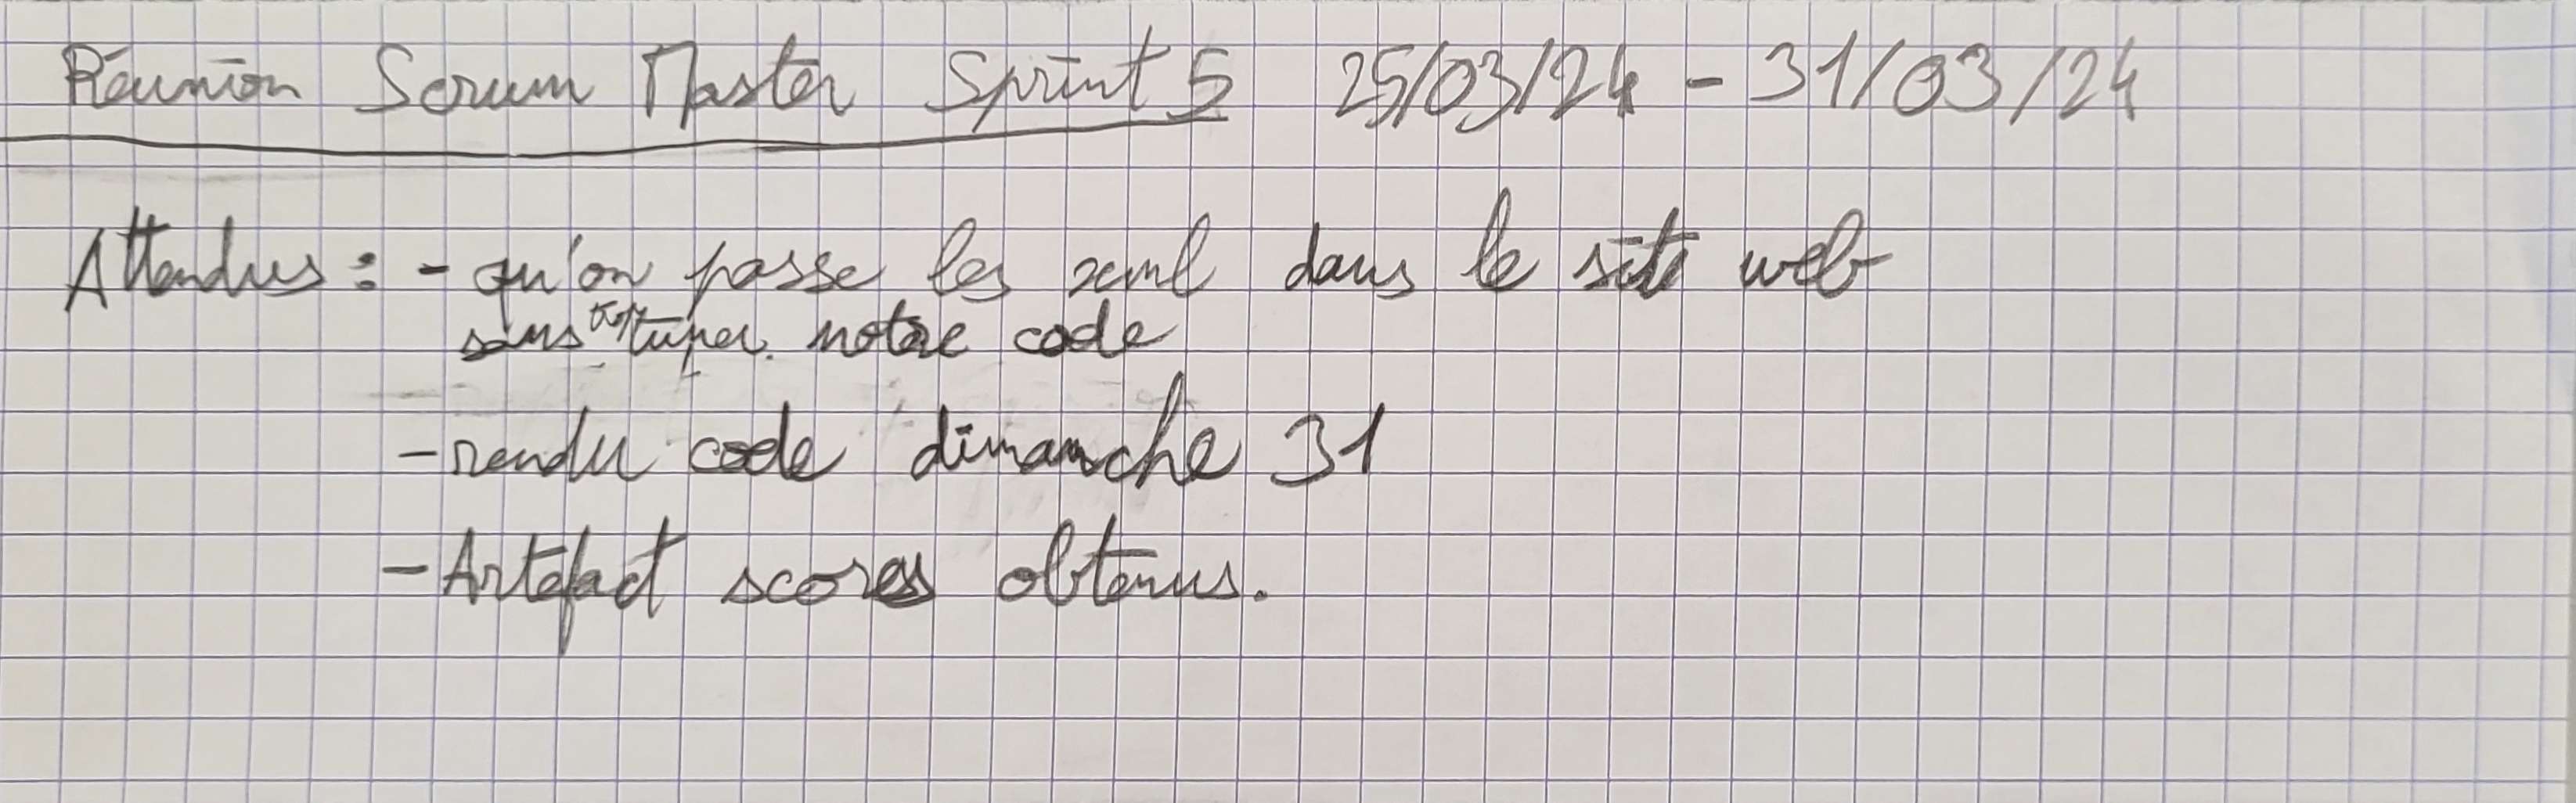 Réunion Scrum Master Sprint 5 25/03/24 - 31/03/24
Attendus : - qu'on passe les xml dans le site web
sans trop tuner notre code
- rendu code dimanche 31
- Artefact scores obtenus.